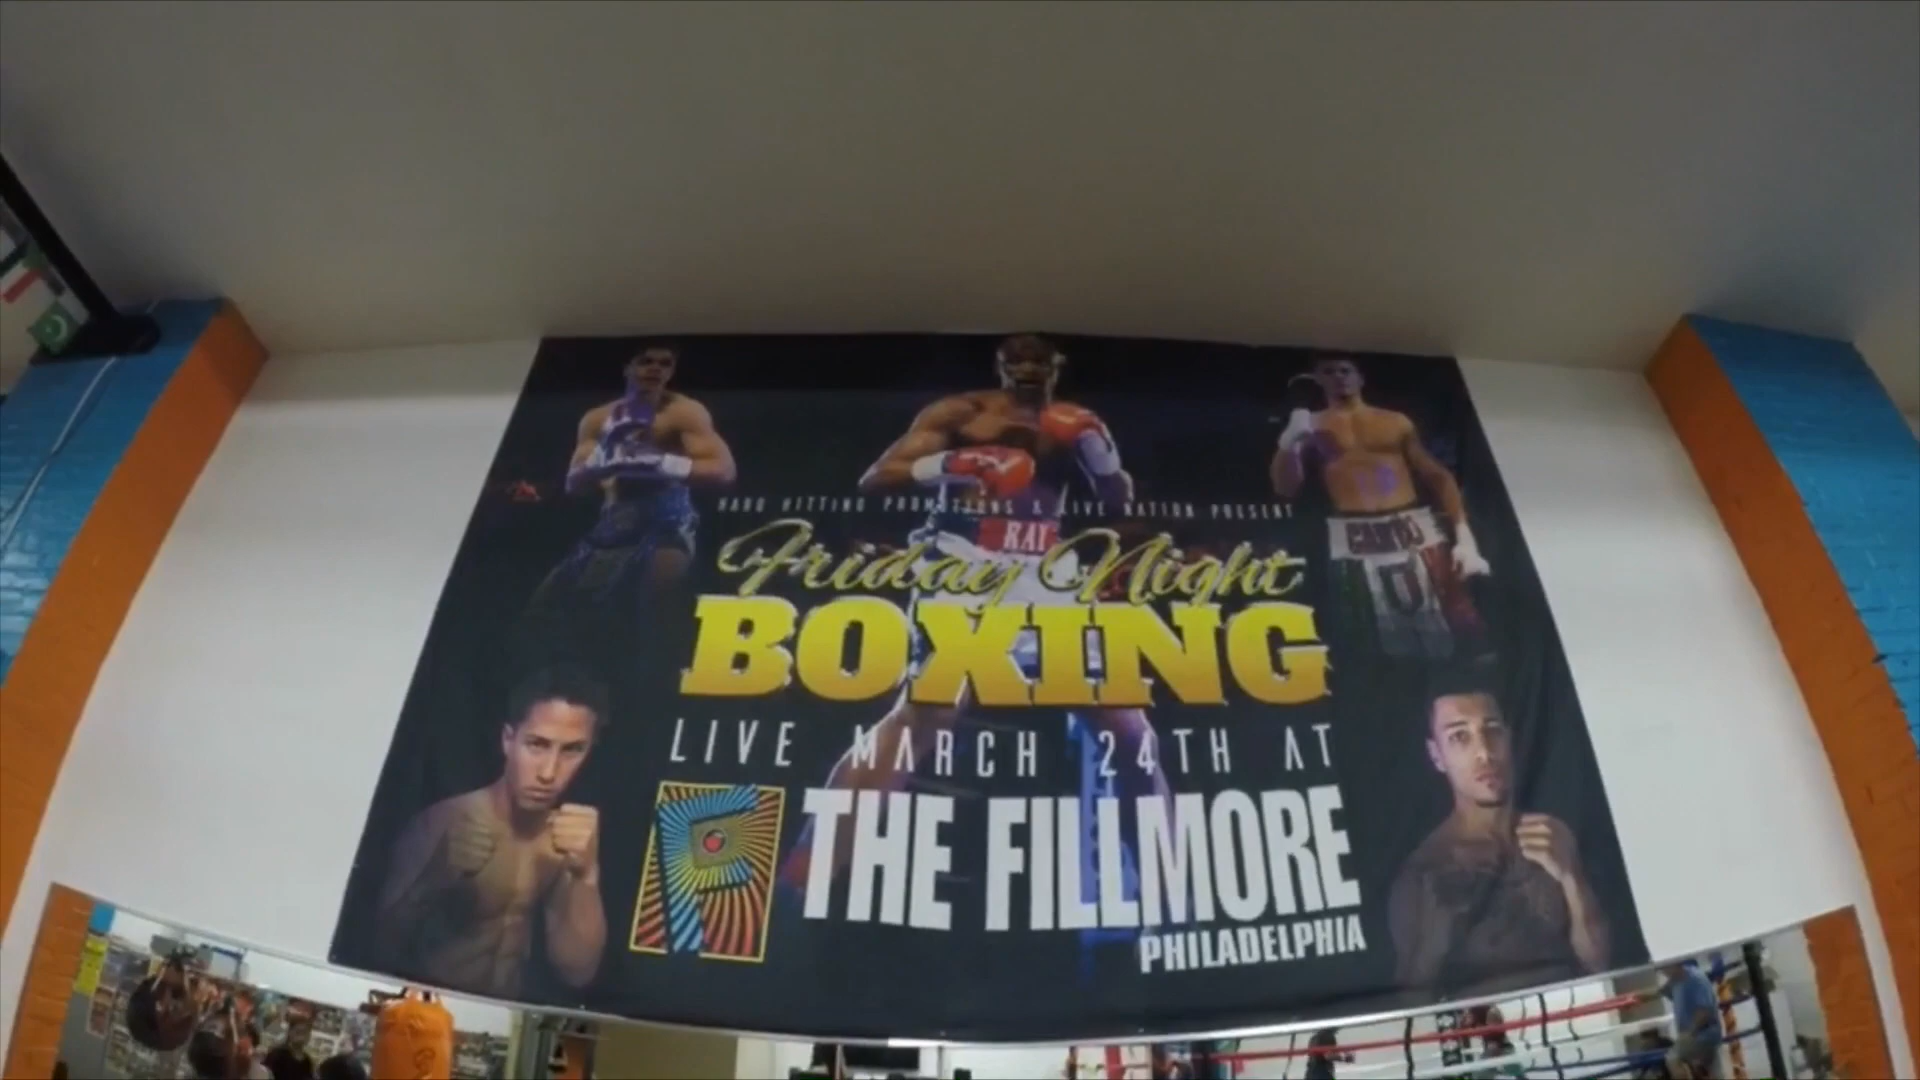 HARD HITTING PROMOTIONS X LIVE NATION PRESENT
RAY
Friday Night
BOXING
LIVE MARCH 24TH AT
F THE FILLMORE
PHILADELPHIA